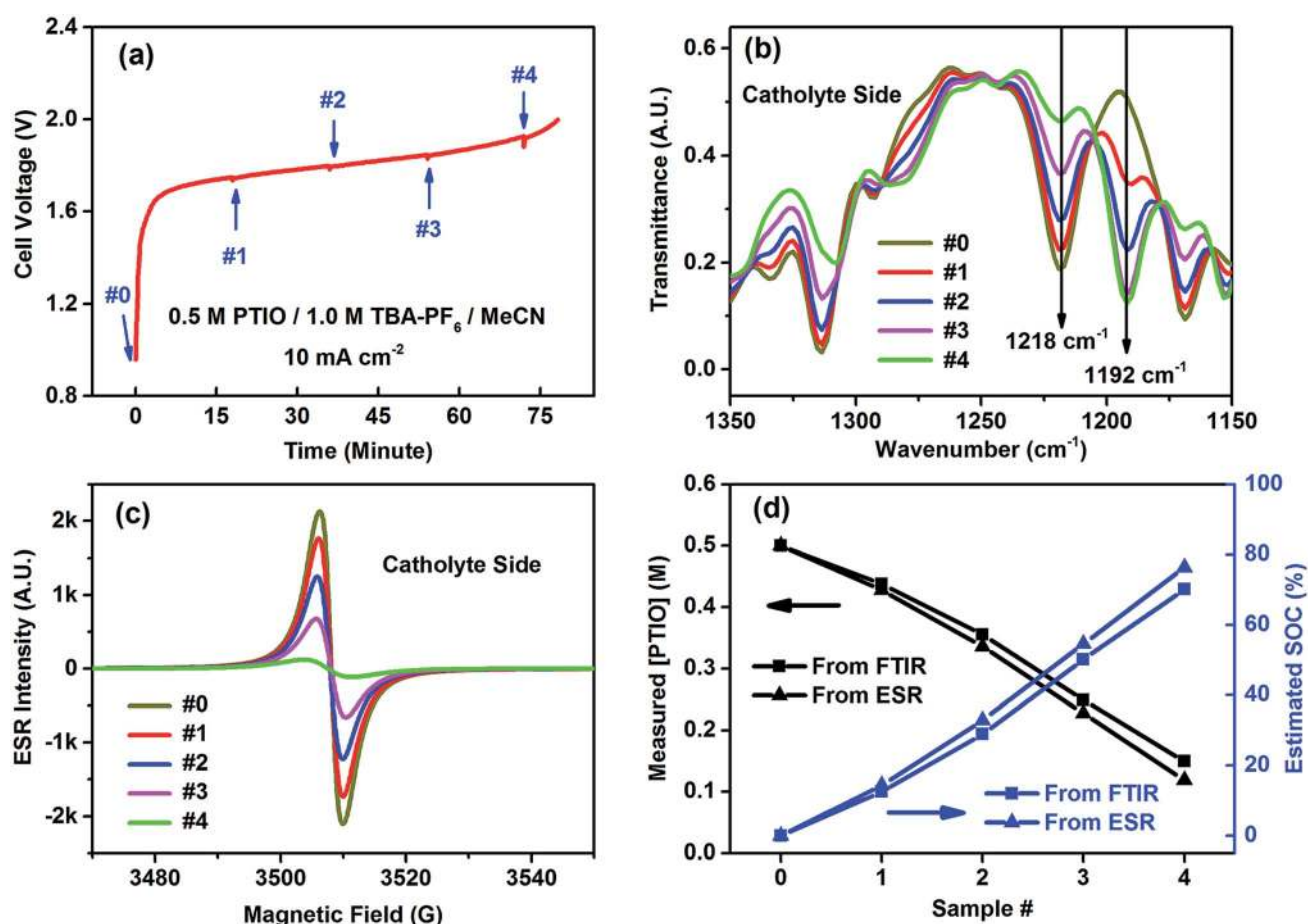 (a)
2.4
2.0
1.6
1.2
0.8
Cell Voltage (V)
#0
#1
#2
#3
#4
0.5 M PTIO / 1.0 M TBA-PF6 / MeCN
10 mA cm-2
0 15 30 45 60 75
Time (Minute)
(b)
0.6
0.4
0.2
0.0
Transmittance (A.U.)
Catholyte Side
#0
#1
#2
#3
#4
1218 cm-1
1192 cm-1
1350 1300 1250 1200 1150
Wavenumber (cm-1)
(c)
2k
1k
0
-1k
-2k
ESR Intensity (A.U.)
Catholyte Side
#0
#1
#2
#3
#4
3480 3500 3520 3540
Magnetic Field (G)
(d)
0.6
0.5
0.4
0.3
0.2
0.1
0.0
Measured [PTIO] (M)
From FTIR
From ESR
From FTIR
From ESR
100
80
60
40
20
0
Estimated SOC (%)
0 1 2 3 4
Sample #